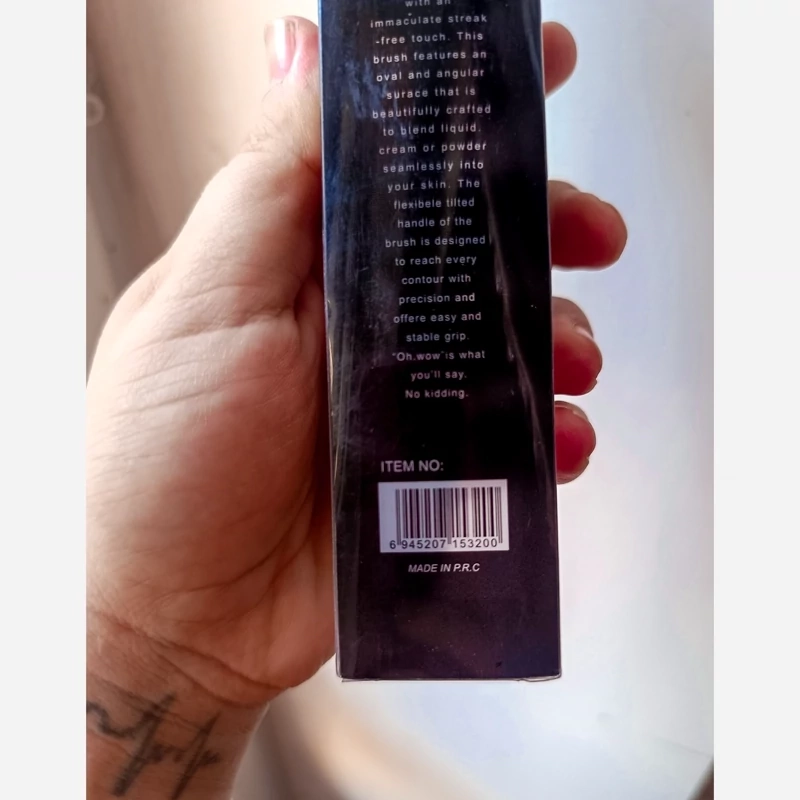 with an
immaculate streak
-free touch. This
brush features an
oval and angular
surace that is
beautifully crafted
to blend liquid.
cream or powder
seamlessly into
your skin. The
flexibele tilted
handle of the
brush is designed
to reach every
contour with
precision and
offere easy and
stable grip.
"Oh.wow"is what
you'll say.
No kidding.
ITEM NO:
6 945207 153200
MADE IN P.R.C